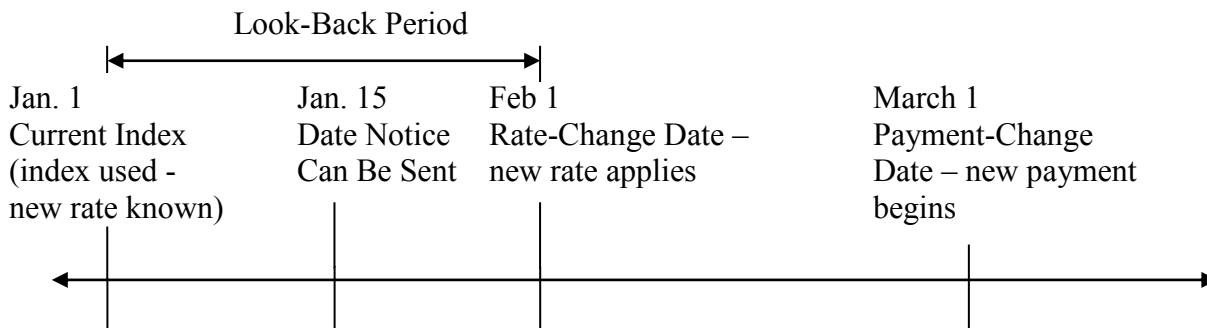 Look-Back Period
Jan. 1
Current Index
(index used -
new rate known)
Jan. 15
Date Notice
Can Be Sent
Feb 1
Rate-Change Date –
new rate applies
March 1
Payment-Change
Date – new payment
begins